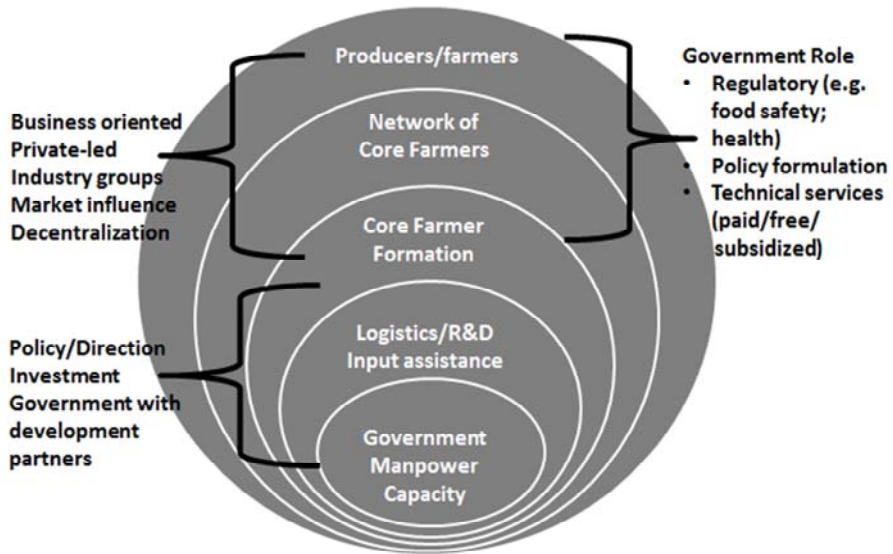 Producers/farmers
Network of
Core Farmers
Core Farmer
Formation
Logistics/R&D
Input assistance
Government
Manpower
Capacity
Business oriented
Private-led
Industry groups
Market influence
Decentralization
Policy/Direction
Investment
Government with
development
partners
Government Role
• Regulatory (e.g.
food safety;
health)
• Policy formulation
• Technical services
(paid/free/
subsidized)